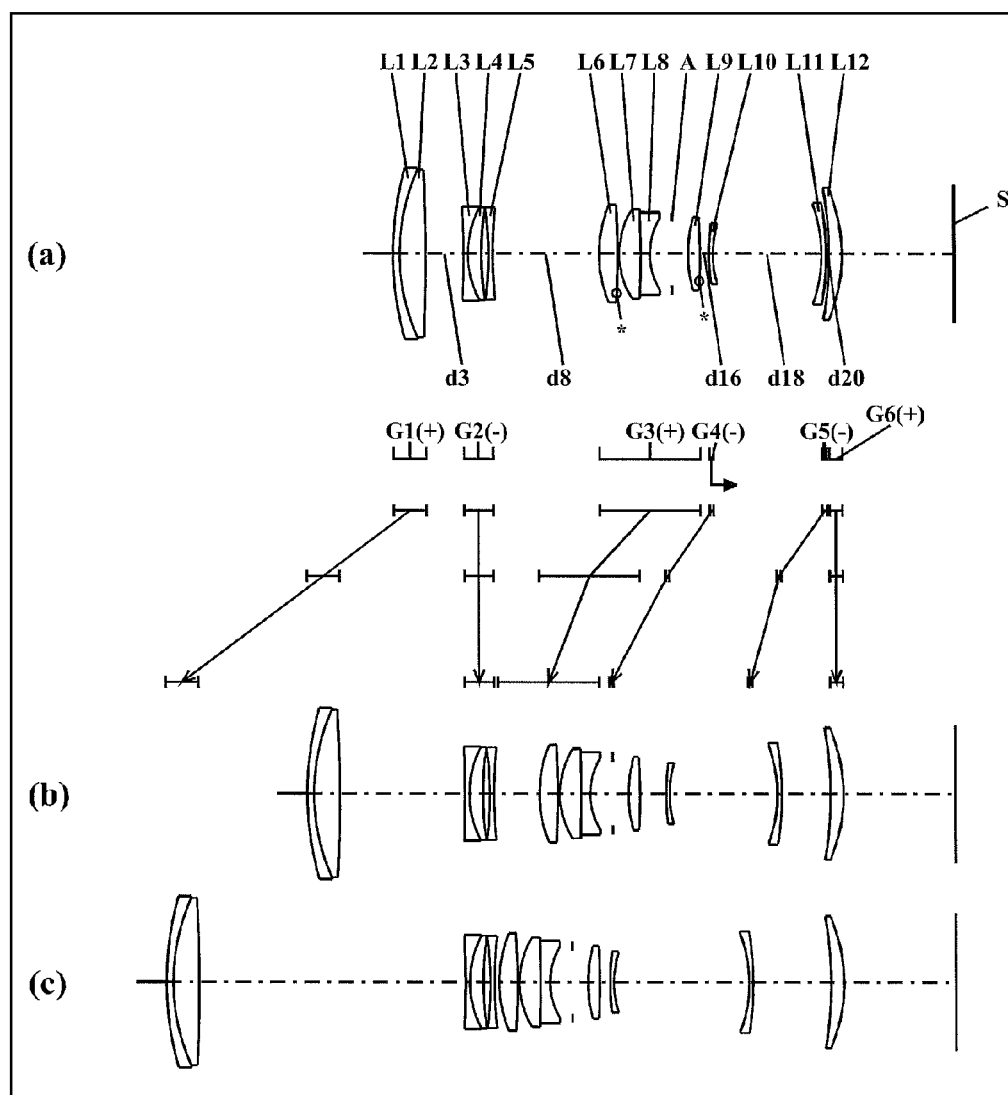 L1 L2 L3 L4 L5 L6 L7 L8 A L9 L10 L11 L12
S
(a)
* *
d3 d8 d16 d18 d20
G1(+) G2(-) G3(+) G4(-) G5(-) G6(+)
(b)
(c)